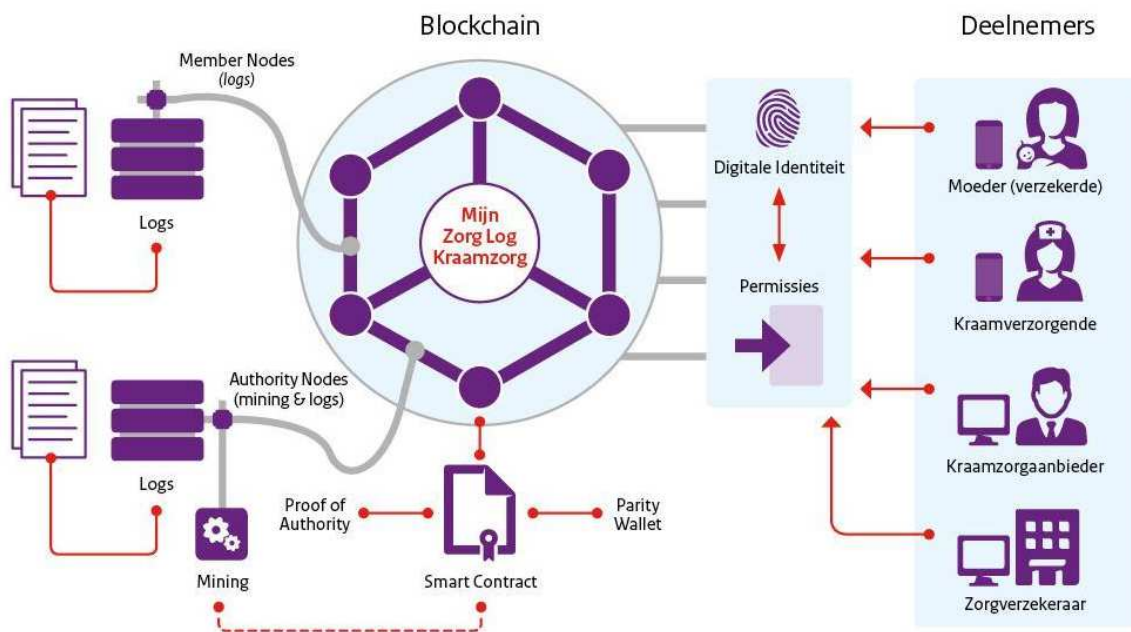 Blockchain
Deelnemers
Member Nodes
(logs)
Logs
Mijn
Zorg Log
Kraamzorg
Digitale Identiteit
Permissies
Moeder (verzekerde)
Kraamverzorgende
Kraamzorgaanbieder
Zorgverzekeraar
Authority Nodes
(mining & logs)
Logs
Mining
Proof of
Authority
Smart Contract
Parity
Wallet